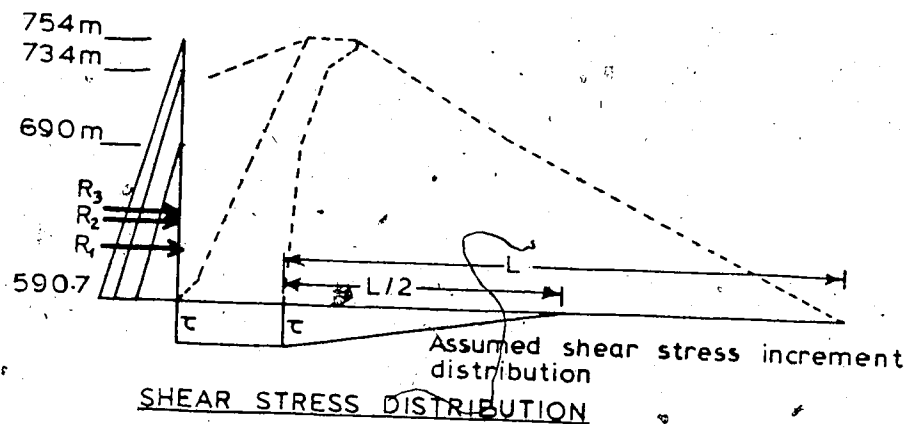 754m
734m
690m
R₃
R₂
R₁
590.7
L
L/2
τ τ
Assumed shear stress increment
distribution
SHEAR STRESS DISTRIBUTION